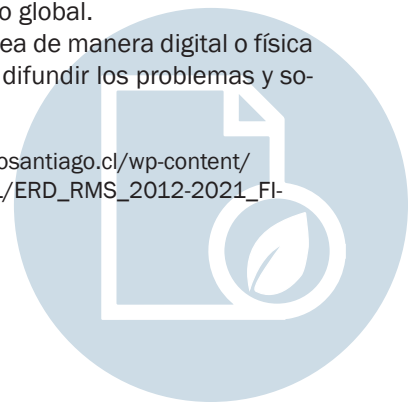 o global.
ea de manera digital o física
difundir los problemas y so-
osantiago.cl/wp-content/
/ERD_RMS_2012-2021_FI-